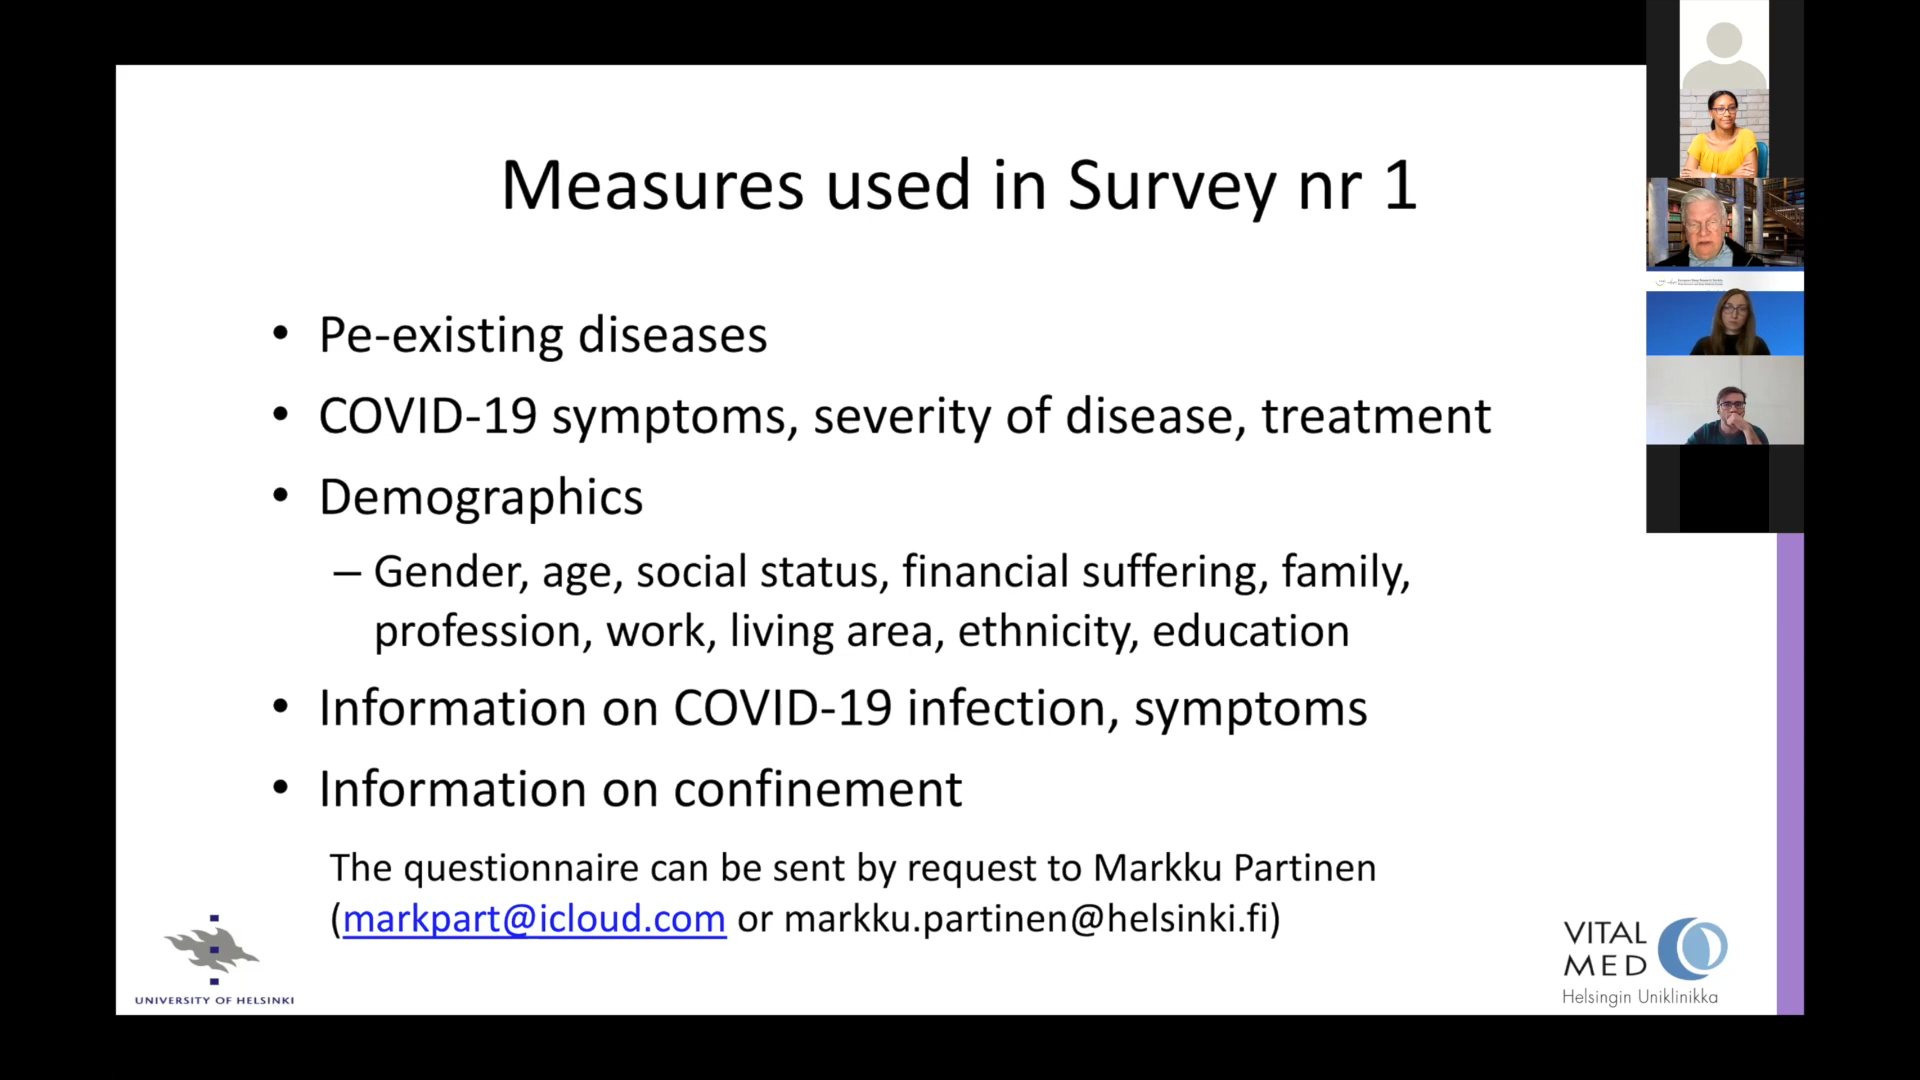 Measures used in Survey nr 1
• Pe-existing diseases
• COVID-19 symptoms, severity of disease, treatment
• Demographics
– Gender, age, social status, financial suffering, family,
profession, work, living area, ethnicity, education
• Information on COVID-19 infection, symptoms
• Information on confinement
The questionnaire can be sent by request to Markku Partinen
(markpart@icloud.com or markku.partinen@helsinki.fi)
UNIVERSITY OF HELSINKI
VITAL
MED
Helsingin Uniklinikka